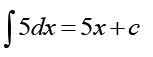 ∫5dx = 5x + c